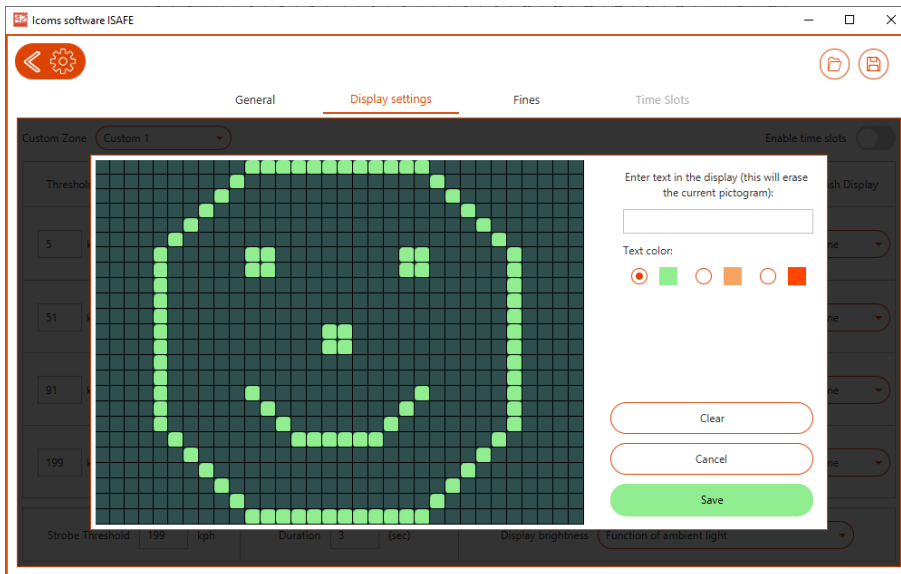 Icoms software ISAFE
General Display settings Fines Time Slots
Custom Zone Custom 1 Enable time slots
Enter text in the display (this will erase
the current pictogram):
Display
5
Text color:
51
91
Clear
Cancel
199
Save
Strobe Threshold 199 kph Duration 3 (sec) Display brightness Function of ambient light